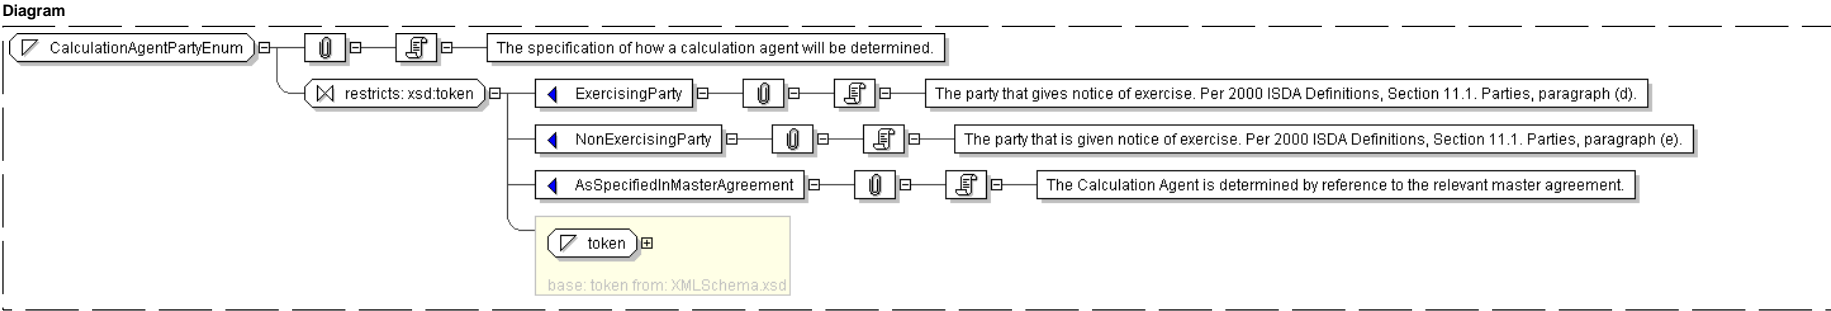 Diagram
CalculationAgentPartyEnum
The specification of how a calculation agent will be determined.
restricts: xsd:token
ExercisingParty
The party that gives notice of exercise. Per 2000 ISDA Definitions, Section 11.1. Parties, paragraph (d).
NonExercisingParty
The party that is given notice of exercise. Per 2000 ISDA Definitions, Section 11.1. Parties, paragraph (e).
AsSpecifiedInMasterAgreement
The Calculation Agent is determined by reference to the relevant master agreement.
token
base: token from: XMLSchema.xsd